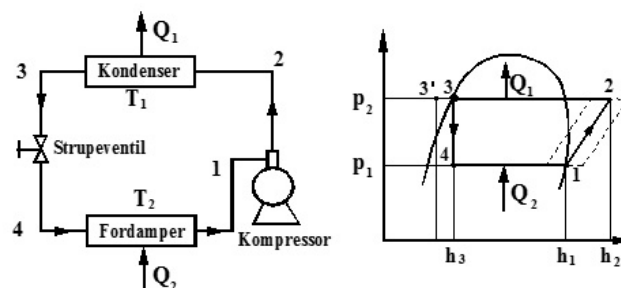 Q₁
3
Kondenser
2
T₁
Strupeventil
1
T₂
4
Fordamper
Kompressor
Q₂
p₂
3'
3
Q₁
2
p₁
4
1
Q₂
h₃
h₁
h₂